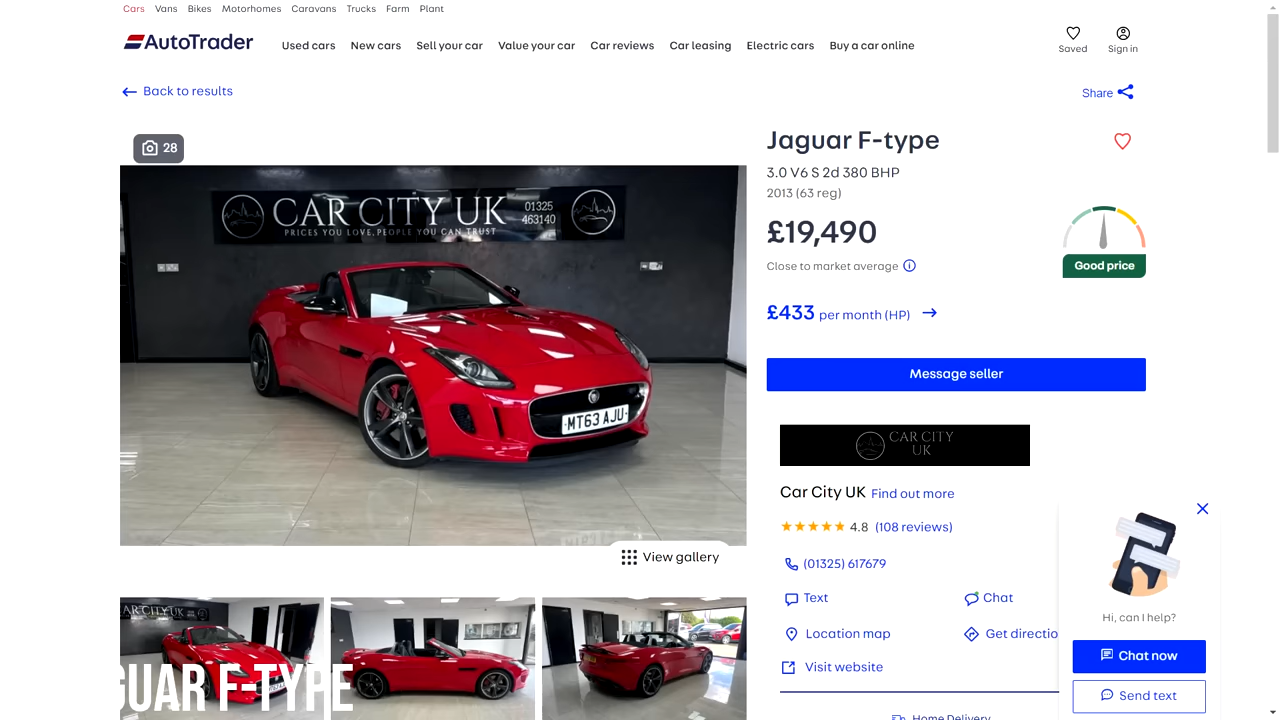 Cars Vans Bikes Motorhomes Caravans Trucks Farm Plant
AutoTrader
Used cars New cars Sell your car Value your car Car reviews Car leasing Electric cars Buy a car online
Saved Sign in
Back to results
Share
28
CAR CITY UK
PRICES YOU LOVE, PEOPLE YOU CAN TRUST
01325
463140
MT63 AJU
View gallery
Jaguar F-type
3.0 V6 S 2d 380 BHP
2013 (63 reg)
£19,490
Close to market average
Good price
£433 per month (HP)
Message seller
CAR CITY
UK
Car City UK Find out more
4.8 (108 reviews)
(01325) 617679
Text Chat
Location map Get directio
Visit website
Home Delivery
Hi, can I help?
Chat now
Send text
CAR CITY UK
GUAR F-TYPE